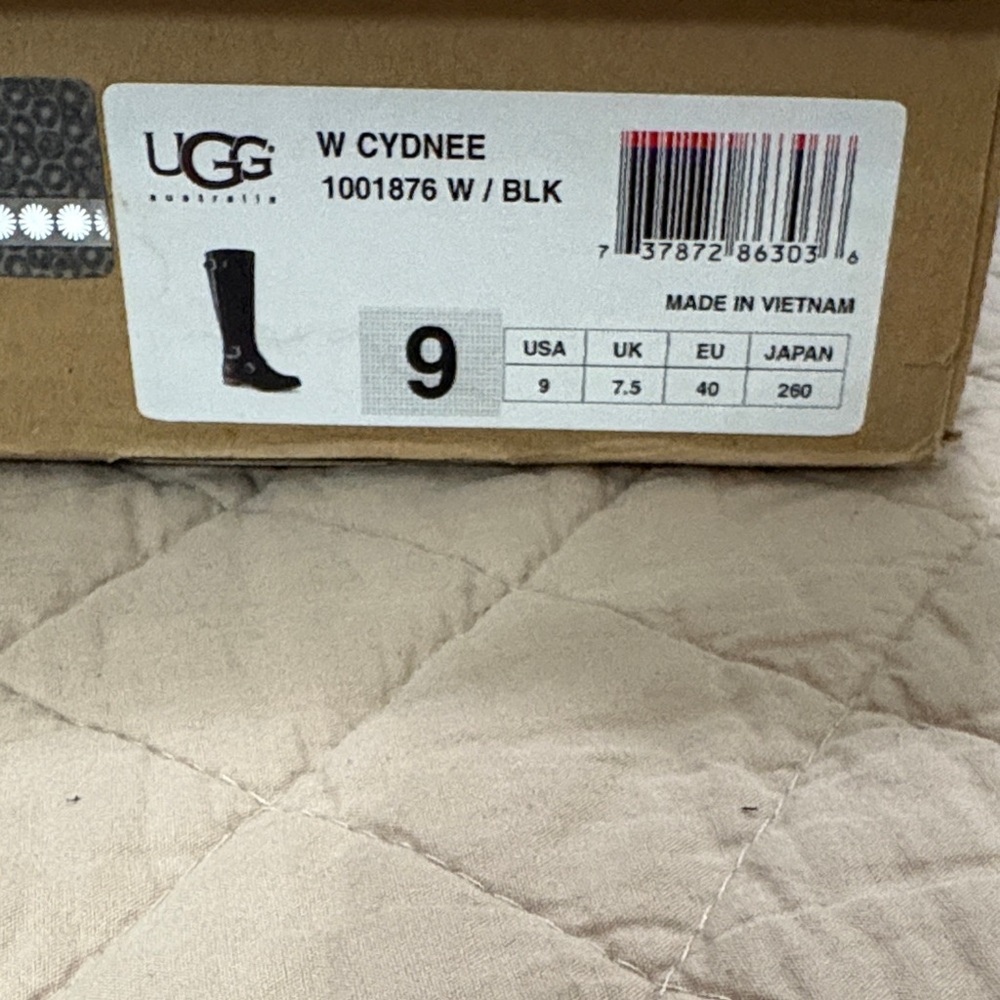 UGG
australia
W CYDNEE
1001876 W / BLK
7 37872 86303 6
MADE IN VIETNAM
9
USA UK EU JAPAN
9 7.5 40 260